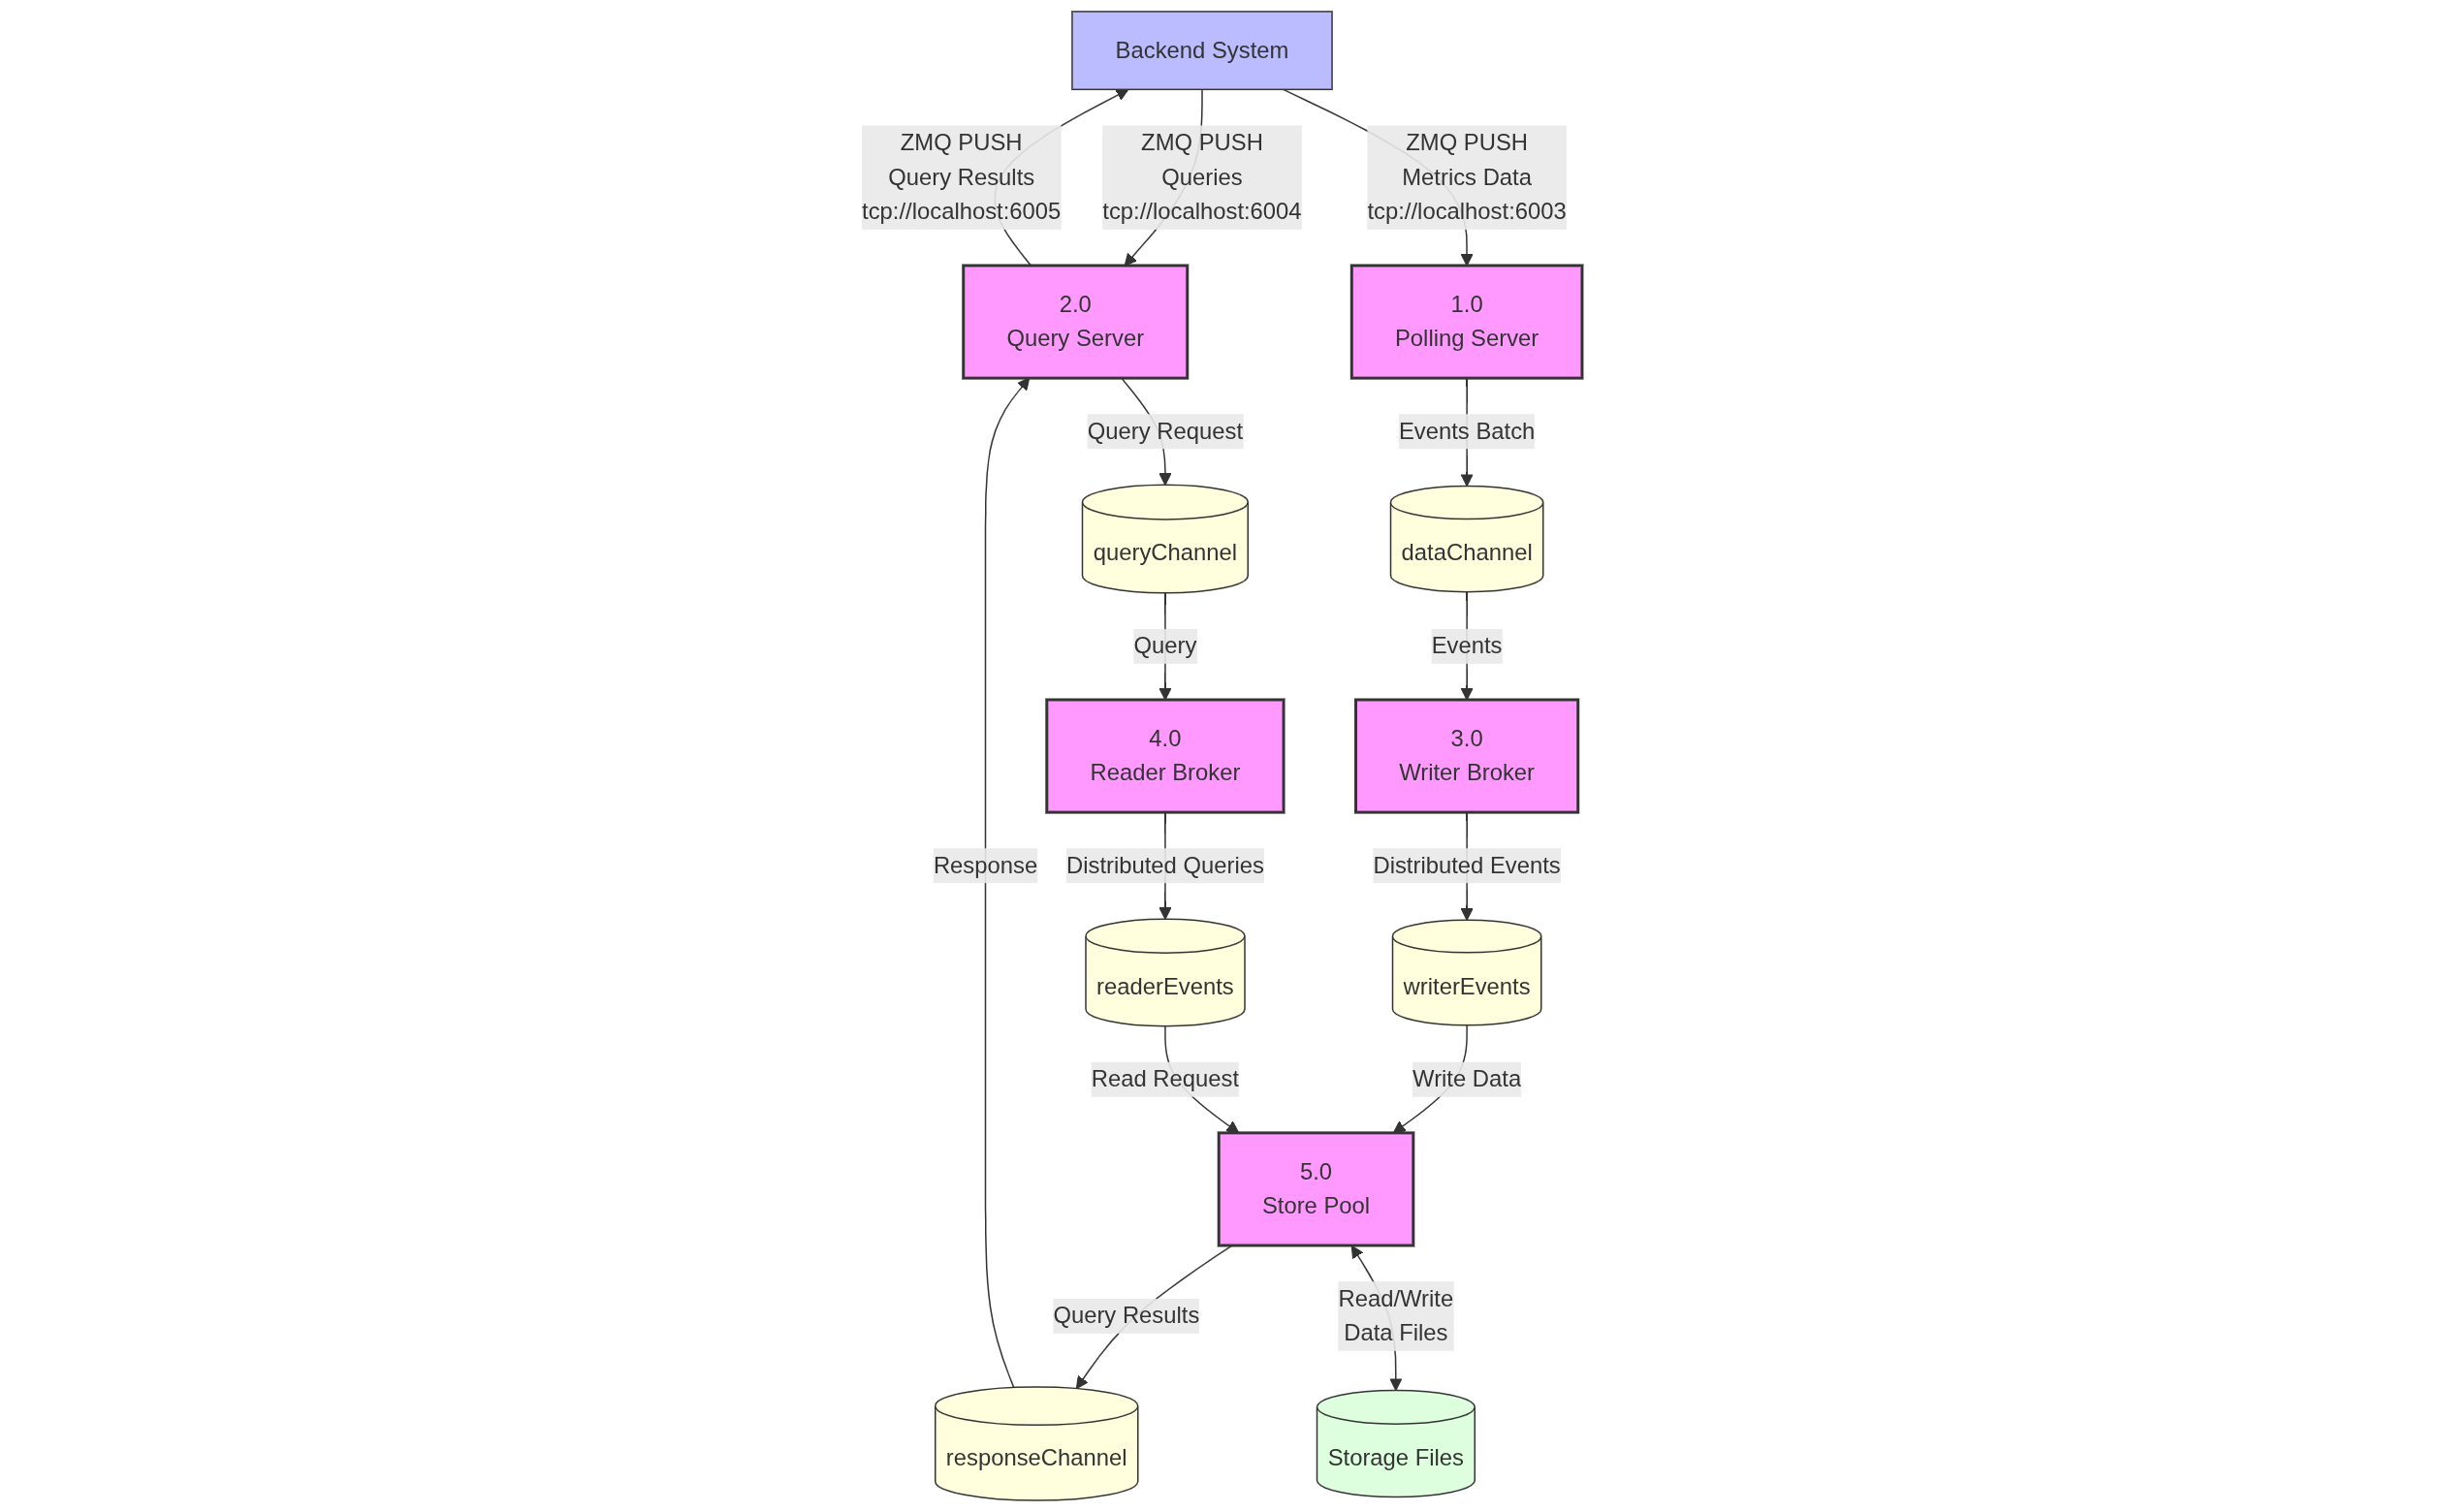 Backend System
ZMQ PUSH
Query Results
tcp://localhost:6005
ZMQ PUSH
Queries
tcp://localhost:6004
ZMQ PUSH
Metrics Data
tcp://localhost:6003
2.0
Query Server
1.0
Polling Server
Query Request
Events Batch
queryChannel
dataChannel
Query
Events
4.0
Reader Broker
3.0
Writer Broker
Response
Distributed Queries
Distributed Events
readerEvents
writerEvents
Read Request
Write Data
5.0
Store Pool
Query Results
Read/Write
Data Files
responseChannel
Storage Files